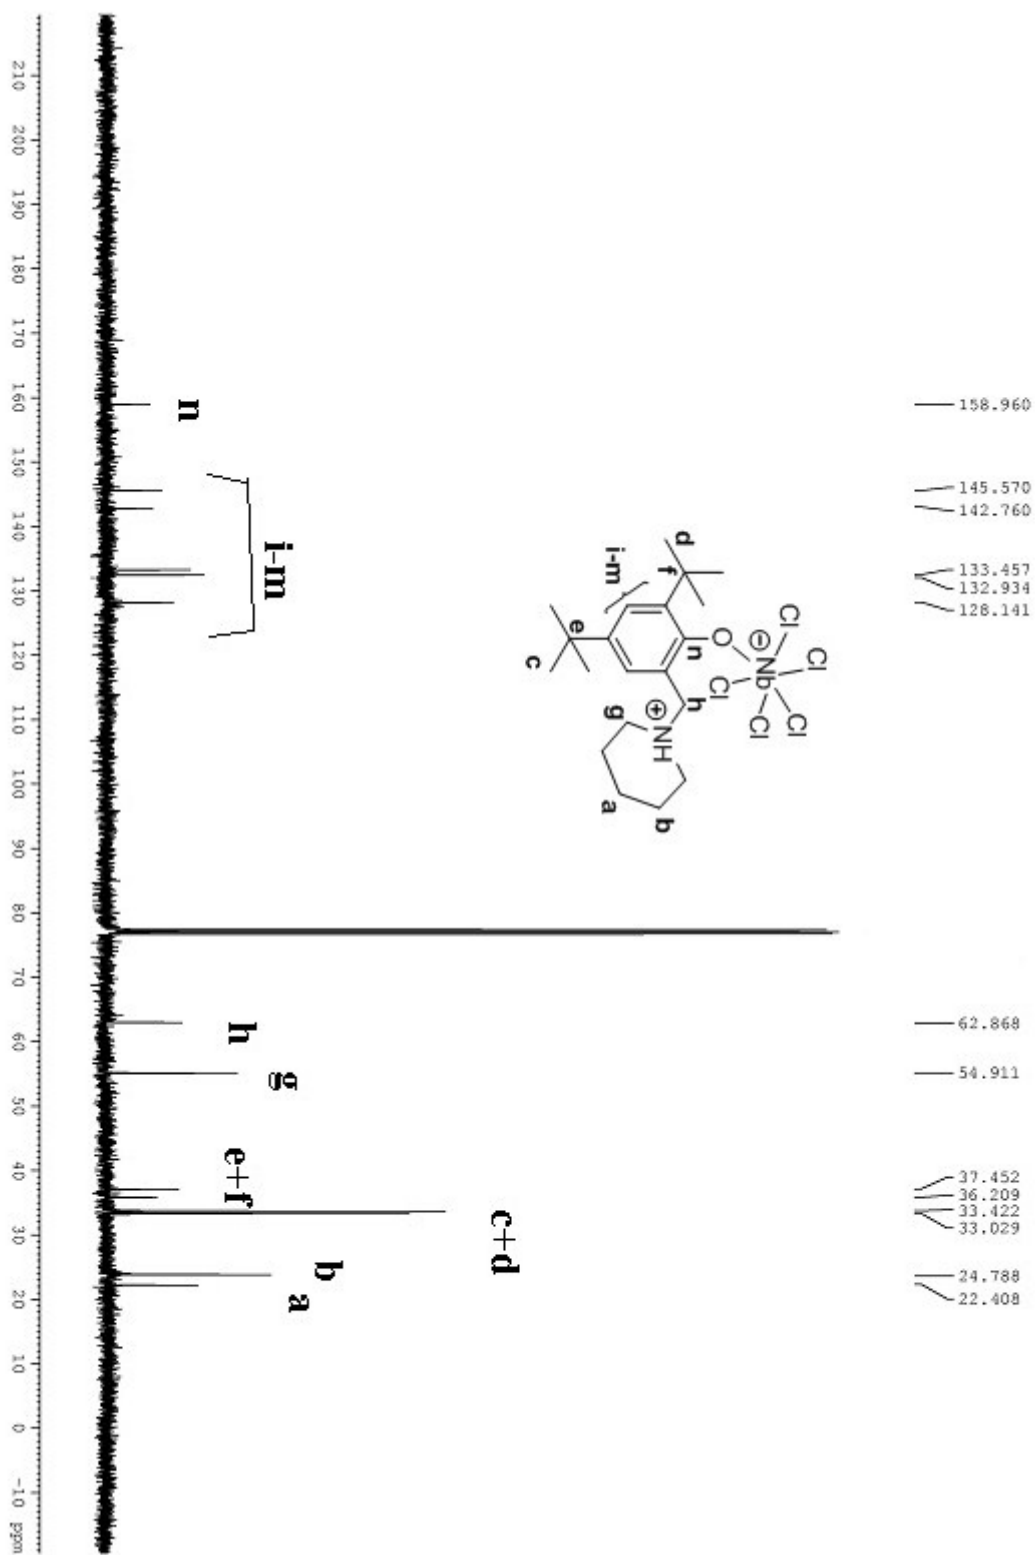 158.960
145.570
142.760
133.457
132.934
128.141
62.868
54.911
37.452
36.209
33.422
33.029
24.788
22.408
Cl
Cl
Cl
Cl
Cl
⊖Nb
O
⊕
NH
d
f
i-m
e
c
n
h
g
a
b
n
i-m
h
g
e+f
c+d
b
a
210 200 190 180 170 160 150 140 130 120 110 100 90 80 70 60 50 40 30 20 10 0 -10 ppm